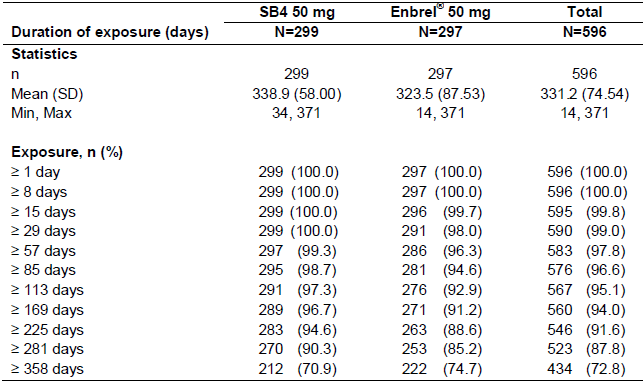 SB4 50 mg Enbrel® 50 mg Total
Duration of exposure (days) N=299 N=297 N=596
Statistics
n 299 297 596
Mean (SD) 338.9 (58.00) 323.5 (87.53) 331.2 (74.54)
Min, Max 34, 371 14, 371 14, 371
Exposure, n (%)
≥ 1 day 299 (100.0) 297 (100.0) 596 (100.0)
≥ 8 days 299 (100.0) 297 (100.0) 596 (100.0)
≥ 15 days 299 (100.0) 296 (99.7) 595 (99.8)
≥ 29 days 299 (100.0) 291 (98.0) 590 (99.0)
≥ 57 days 297 (99.3) 286 (96.3) 583 (97.8)
≥ 85 days 295 (98.7) 281 (94.6) 576 (96.6)
≥ 113 days 291 (97.3) 276 (92.9) 567 (95.1)
≥ 169 days 289 (96.7) 271 (91.2) 560 (94.0)
≥ 225 days 283 (94.6) 263 (88.6) 546 (91.6)
≥ 281 days 270 (90.3) 253 (85.2) 523 (87.8)
≥ 358 days 212 (70.9) 222 (74.7) 434 (72.8)